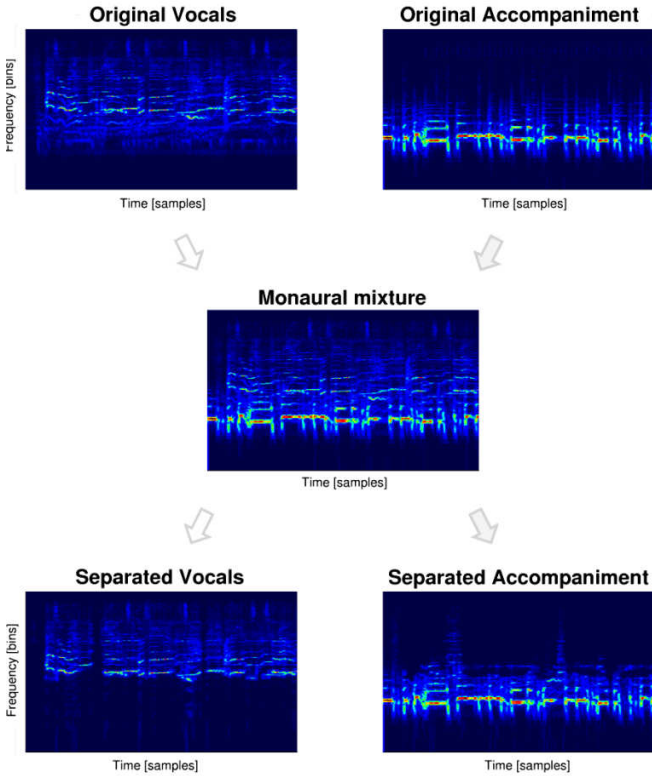 Original Vocals
Original Accompaniment
Frequency [bins]
Time [samples]
Time [samples]
Monaural mixture
Time [samples]
Separated Vocals
Separated Accompaniment
Frequency [bins]
Time [samples]
Time [samples]